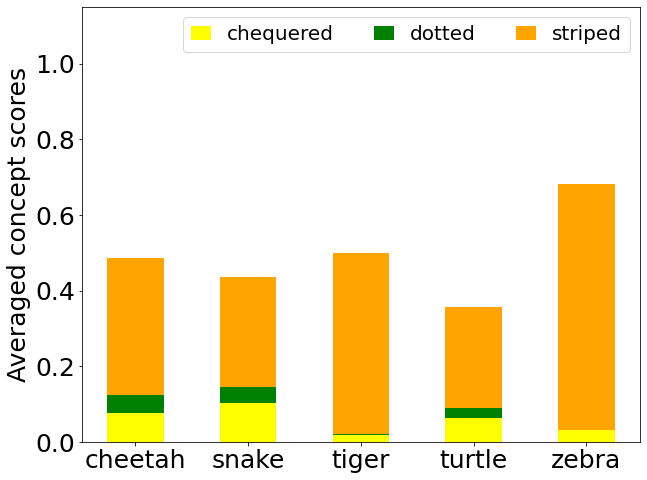 chequered dotted striped
Averaged concept scores
1.0
0.8
0.6
0.4
0.2
0.0
cheetah snake tiger turtle zebra